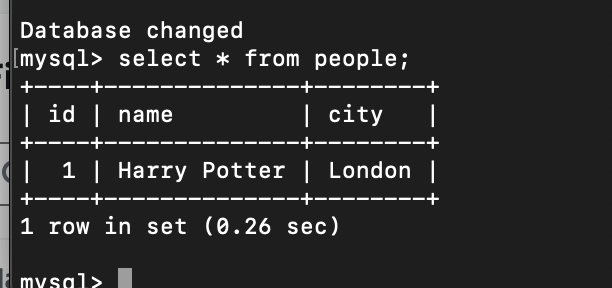 Database changed
mysql> select * from people;
+----+--------------+--------+
| id | name         | city   |
+----+--------------+--------+
|  1 | Harry Potter | London |
+----+--------------+--------+
1 row in set (0.26 sec)
mysql>